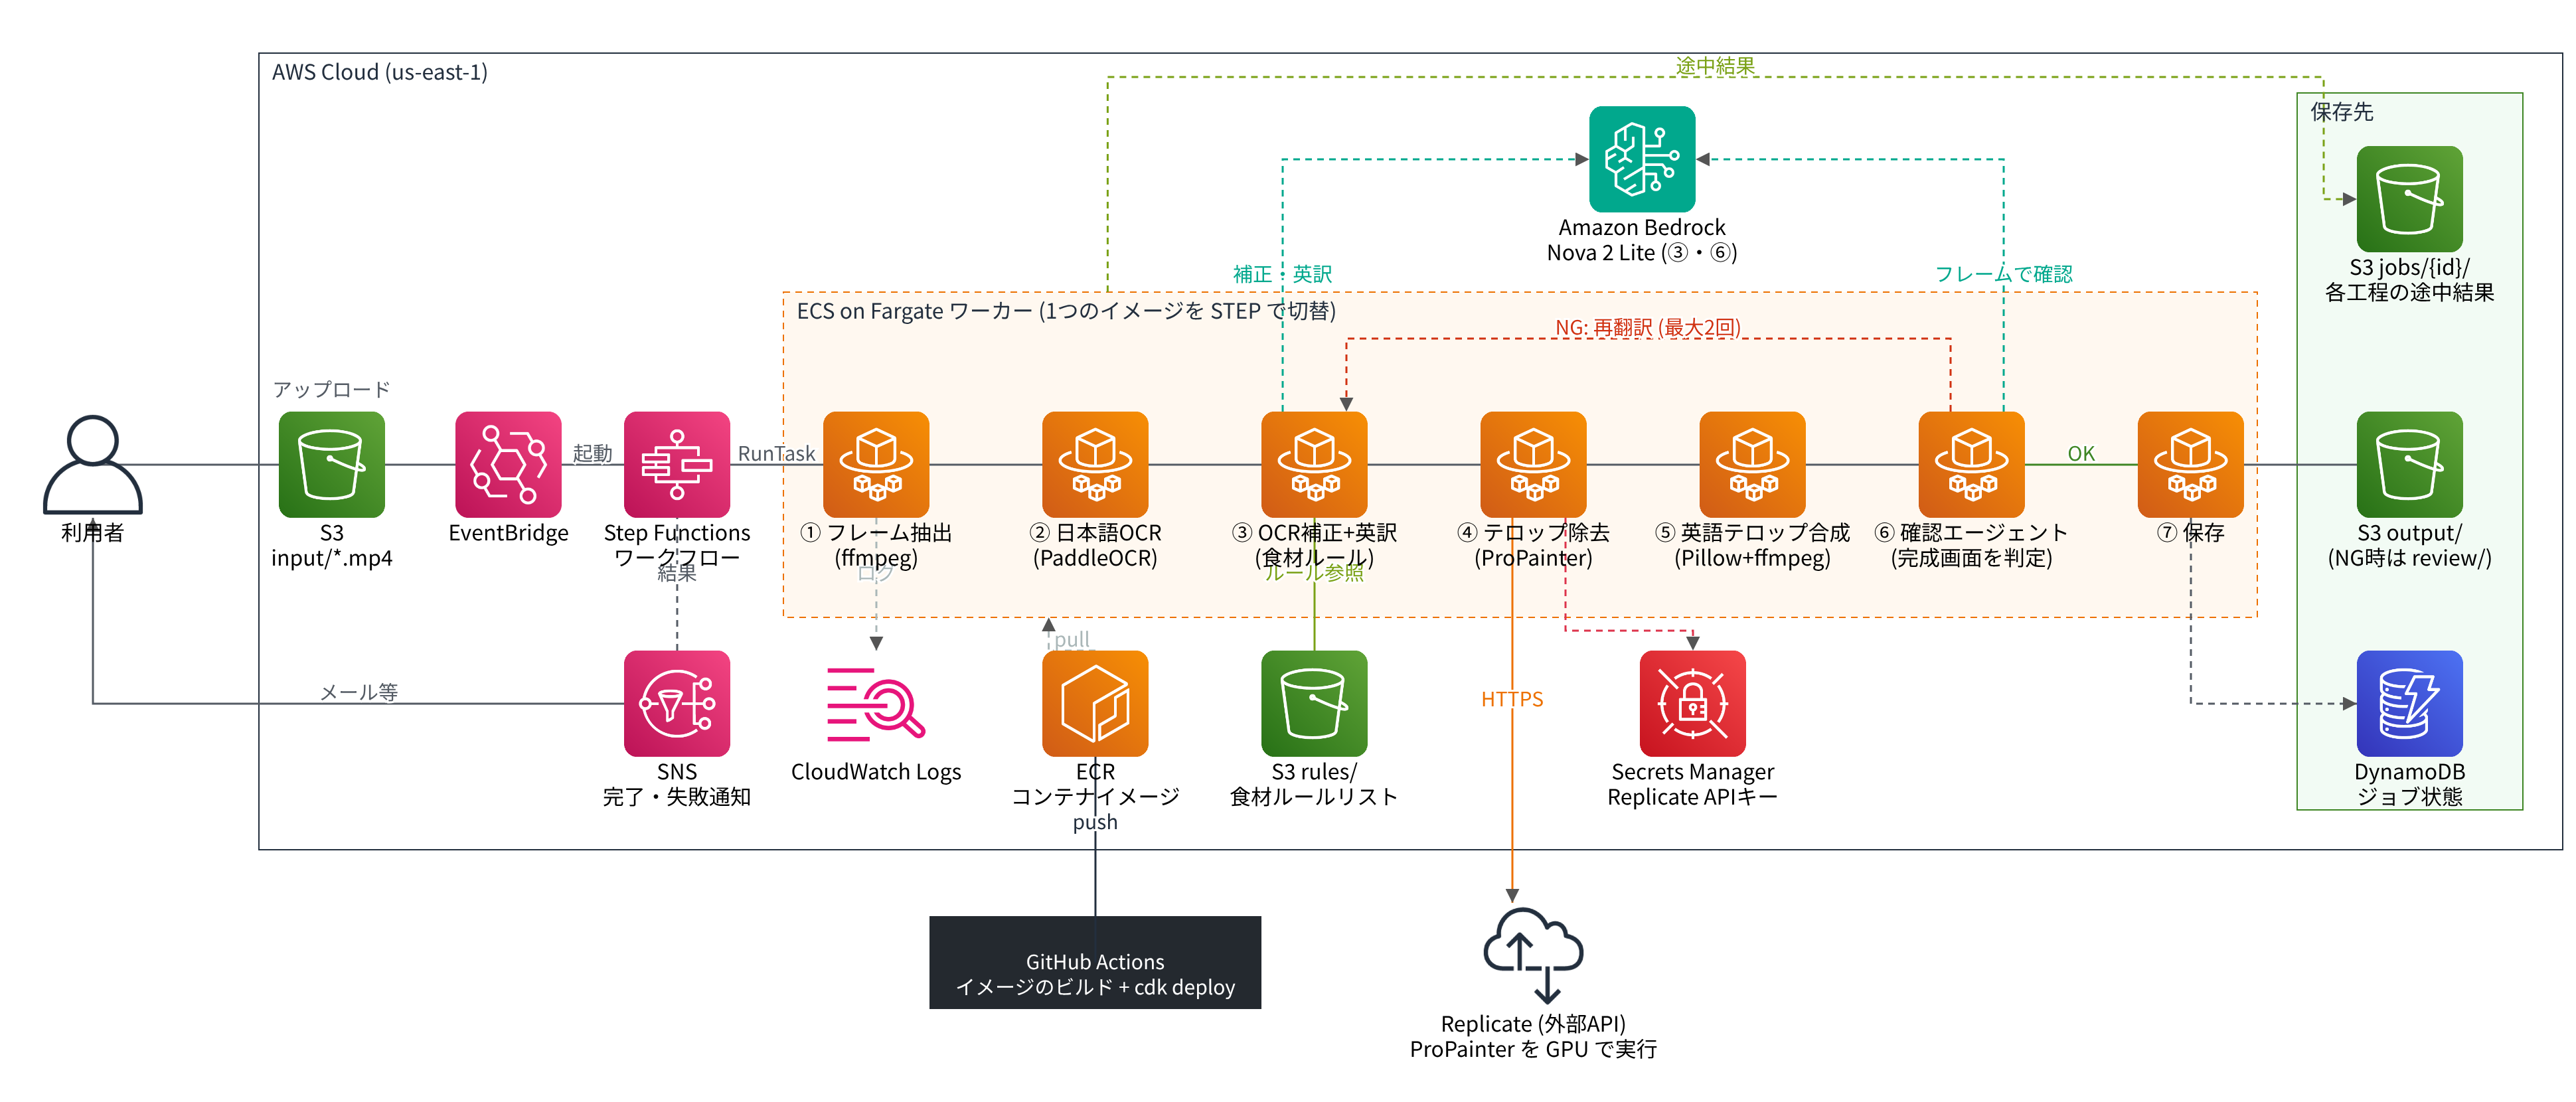 AWS Cloud (us-east-1)
途中結果
保存先
Amazon Bedrock
Nova 2 Lite (③・⑥)
S3 jobs/{id}/
各工程の途中結果
補正・英訳
フレームで確認
ECS on Fargate ワーカー (1つのイメージを STEP で切替)
NG: 再翻訳 (最大2回)
アップロード
起動
RunTask
OK
利用者
S3
input/*.mp4
EventBridge
Step Functions
ワークフロー
① フレーム抽出
(ffmpeg)
② 日本語OCR
(PaddleOCR)
③ OCR補正+英訳
(食材ルール)
④ テロップ除去
(ProPainter)
⑤ 英語テロップ合成
(Pillow+ffmpeg)
⑥ 確認エージェント
(完成画面を判定)
⑦ 保存
S3 output/
(NG時は review/)
結果
ログ
ルール参照
pull
メール等
HTTPS
SNS
完了・失敗通知
CloudWatch Logs
ECR
コンテナイメージ
push
S3 rules/
食材ルールリスト
Secrets Manager
Replicate APIキー
DynamoDB
ジョブ状態
GitHub Actions
イメージのビルド + cdk deploy
Replicate (外部API)
ProPainter を GPU で実行